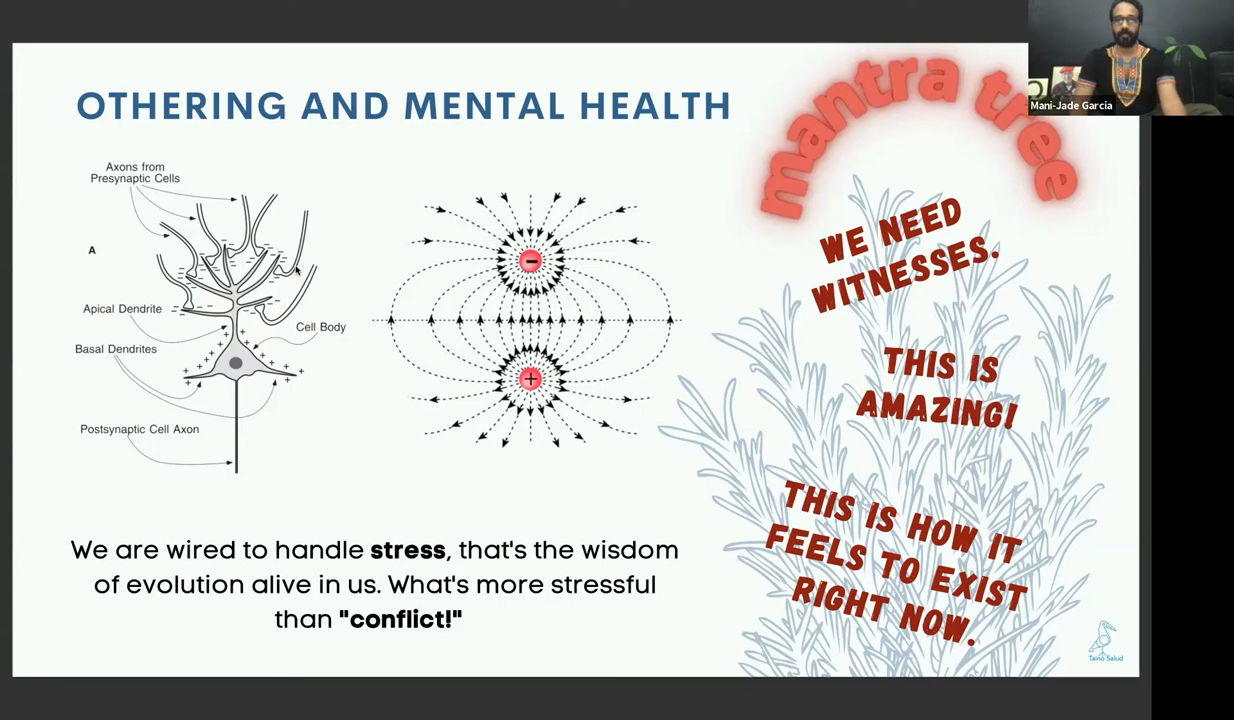 OTHERING AND MENTAL HEALTH
mantra tree
Mani-Jade Garcia
Axons from
Presynaptic Cells
A
Apical Dendrite
Cell Body
Basal Dendrites
Postsynaptic Cell Axon
WE NEED
WITNESSES.
THIS IS
AMAZING!
THIS IS HOW IT
FEELS TO EXIST
RIGHT NOW.
We are wired to handle stress, that's the wisdom
of evolution alive in us. What's more stressful
than "conflict!"
Taíno Salud